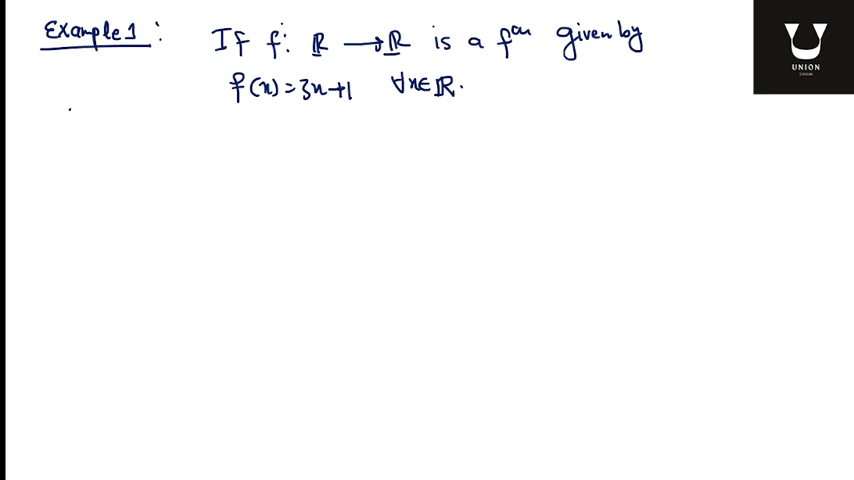 Example 1 : If f: ℝ → ℝ is a fⁿ given by
f(x) = 3x+1 ∀x∈ℝ.
UNION